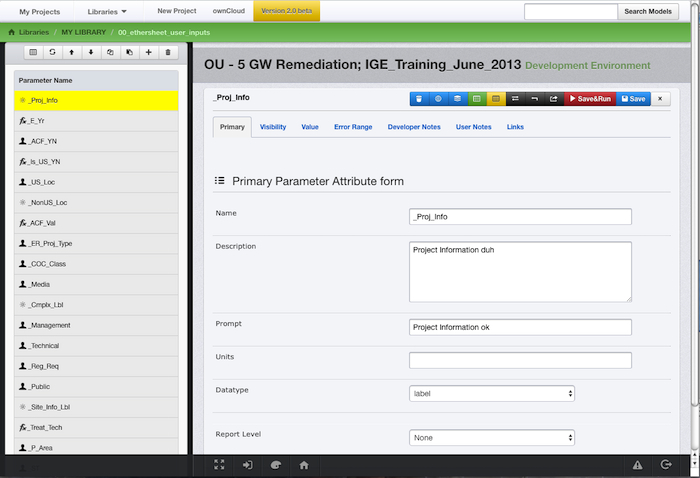 My Projects Libraries New Project ownCloud Version 2.0 beta Search Models
Libraries / MY LIBRARY / 00_ethersheet_user_inputs
OU - 5 GW Remediation; IGE_Training_June_2013 Development Environment
Parameter Name
_Proj_Info
_E_Yr
_ACF_YN
_Is_US_YN
_US_Loc
_NonUS_Loc
_ACF_Val
_ER_Proj_Type
_COC_Class
_Media
_Cmplx_Lbl
_Management
_Technical
_Reg_Req
_Public
_Site_Info_Lbl
_Treat_Tech
_P_Area
_Proj_Info Save&Run Save x
Primary Visibility Value Error Range Developer Notes User Notes Links
Primary Parameter Attribute form
Name _Proj_Info
Description Project Information duh
Prompt Project Information ok
Units
Datatype label
Report Level None